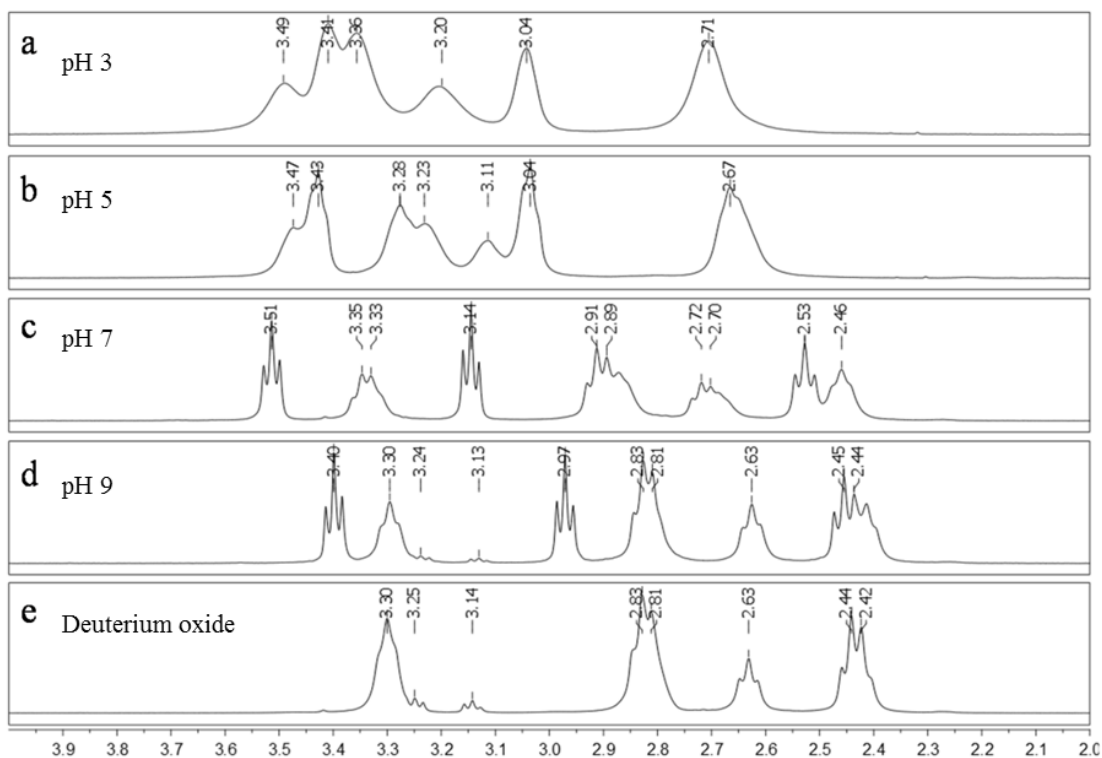 a pH 3
3.49 3.41 3.36 3.20 3.04 2.71
b pH 5
3.47 3.43 3.28 3.23 3.11 3.04 2.67
c pH 7
3.51 3.35 3.33 3.14 2.91 2.89 2.72 2.70 2.53 2.46
d pH 9
3.40 3.30 3.24 3.13 2.97 2.83 2.81 2.63 2.45 2.44
e Deuterium oxide
3.30 3.25 3.14 2.83 2.81 2.63 2.44 2.42
3.9 3.8 3.7 3.6 3.5 3.4 3.3 3.2 3.1 3.0 2.9 2.8 2.7 2.6 2.5 2.4 2.3 2.2 2.1 2.0